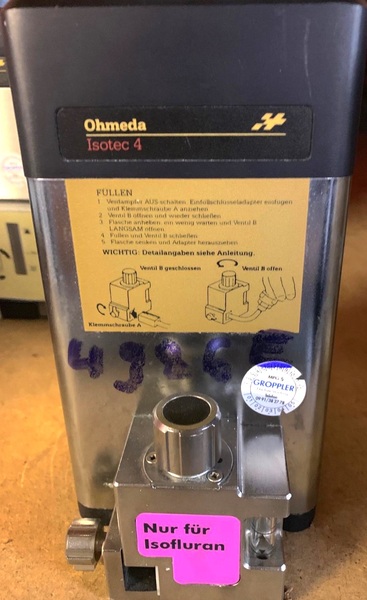 Ohmeda
Isotec 4
FÜLLEN
1. Verdampfer AUS schalten. Einfüllschlüsseladapter einfügen
und Klemmschraube A anziehen
2. Ventil B öffnen und wieder schließen
3. Flasche anheben: ein wenig warten und Ventil B
LANGSAM öffnen.
4. Füllen und Ventil B schließen
5. Flasche senken und Adapter herausnehmen
WICHTIG: Detailangaben siehe Anleitung.
Ventil B geschlossen
Ventil B offen
Klemmschraube A
GROPPLER
Nur für
Isofluran